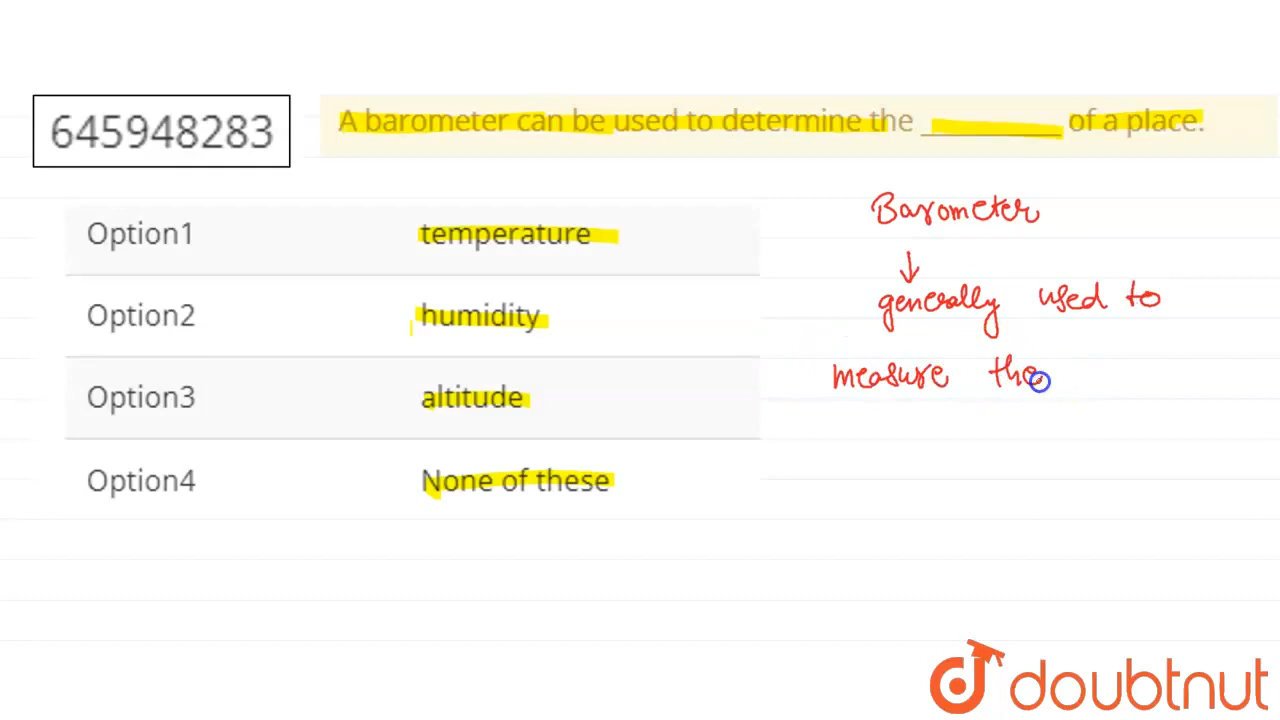 645948283
A barometer can be used to determine the __________ of a place.
Option1 temperature
Option2 humidity
Option3 altitude
Option4 None of these
Barometer
↓
generally used to
measure the
doubtnut